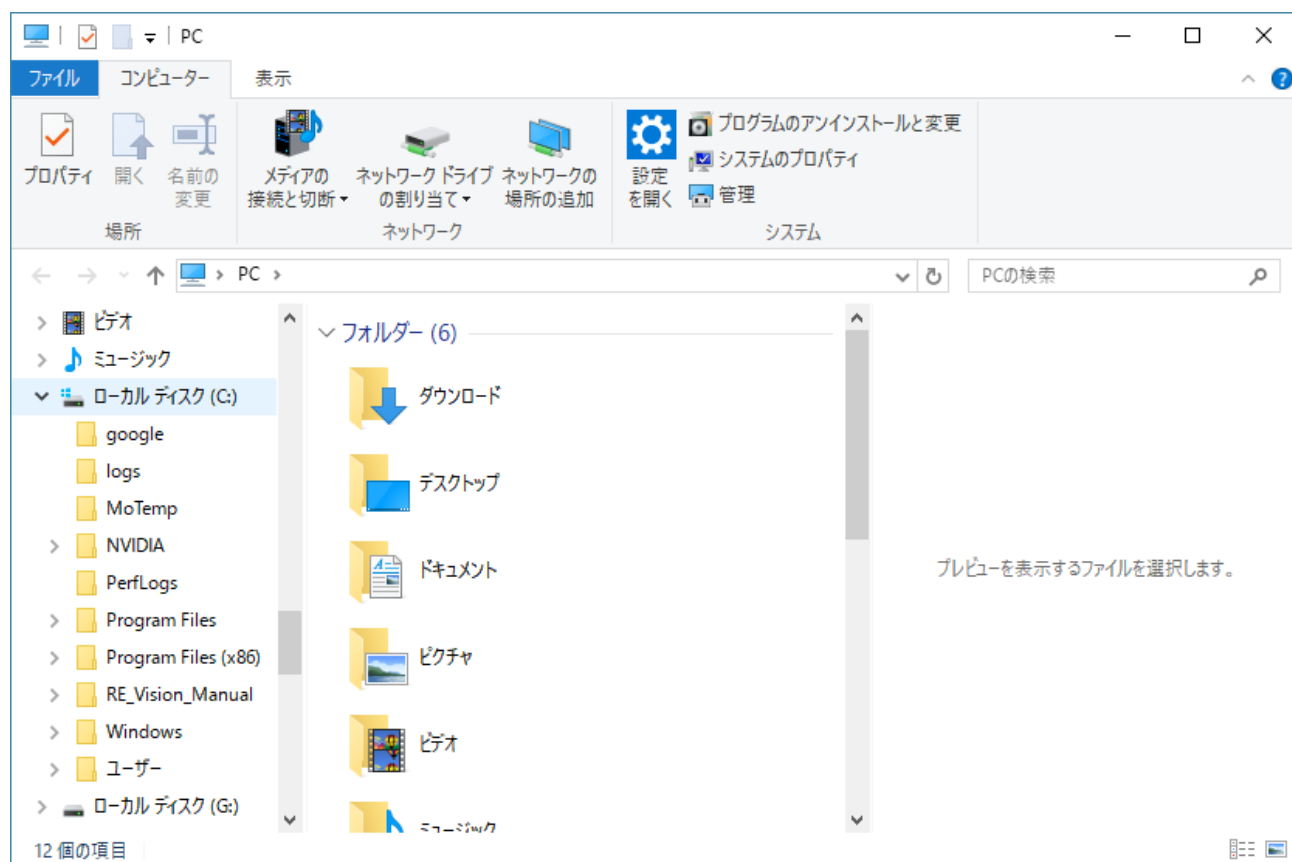 PC
ファイル コンピューター 表示
プロパティ
開く
名前の
変更
場所
メディアの
接続と切断
ネットワーク ドライブ
の割り当て
ネットワークの
場所の追加
ネットワーク
設定
を開く
プログラムのアンインストールと変更
システムのプロパティ
管理
システム
PC
PCの検索
ビデオ
ミュージック
ローカル ディスク (C:)
google
logs
MoTemp
NVIDIA
PerfLogs
Program Files
Program Files (x86)
RE_Vision_Manual
Windows
ユーザー
ローカル ディスク (G:)
フォルダー (6)
ダウンロード
デスクトップ
ドキュメント
ピクチャ
ビデオ
ミュージック
プレビューを表示するファイルを選択します。
12 個の項目